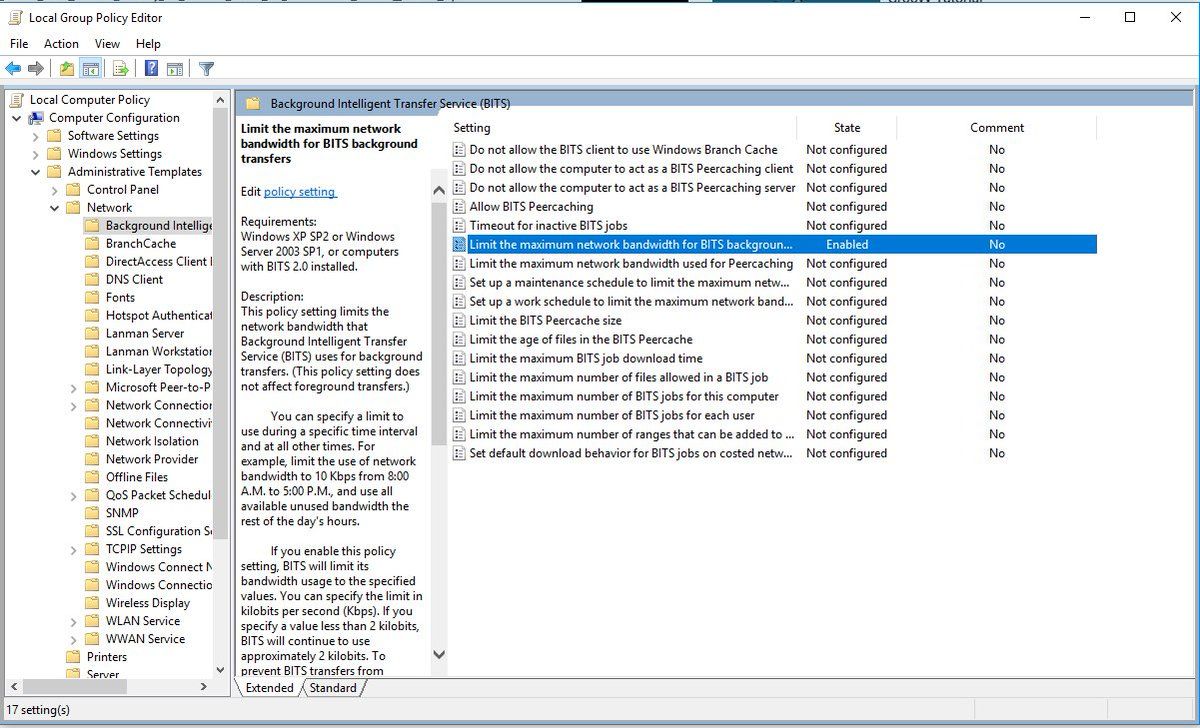 Local Group Policy Editor
File Action View Help
Local Computer Policy
Computer Configuration
Software Settings
Windows Settings
Administrative Templates
Control Panel
Network
Background Intellige
BranchCache
DirectAccess Client
DNS Client
Fonts
Hotspot Authenticat
Lanman Server
Lanman Workstation
Link-Layer Topology
Microsoft Peer-to-P
Network Connection
Network Connectivi
Network Isolation
Network Provider
Offline Files
QoS Packet Schedul
SNMP
SSL Configuration Se
TCPIP Settings
Windows Connect N
Windows Connectio
Wireless Display
WLAN Service
WWAN Service
Printers
Server
Background Intelligent Transfer Service (BITS)
Limit the maximum network
bandwidth for BITS background
transfers
Edit policy setting
Requirements:
Windows XP SP2 or Windows
Server 2003 SP1, or computers
with BITS 2.0 installed.
Description:
This policy setting limits the
network bandwidth that
Background Intelligent Transfer
Service (BITS) uses for background
transfers. (This policy setting does
not affect foreground transfers.)
You can specify a limit to
use during a specific time interval
and at all other times. For
example, limit the use of network
bandwidth to 10 Kbps from 8:00
A.M. to 5:00 P.M., and use all
available unused bandwidth the
rest of the day's hours.
If you enable this policy
setting, BITS will limit its
bandwidth usage to the specified
values. You can specify the limit in
kilobits per second (Kbps). If you
specify a value less than 2 kilobits,
BITS will continue to use
approximately 2 kilobits. To
prevent BITS transfers from
Setting State Comment
Do not allow the BITS client to use Windows Branch Cache Not configured No
Do not allow the computer to act as a BITS Peercaching client Not configured No
Do not allow the computer to act as a BITS Peercaching server Not configured No
Allow BITS Peercaching Not configured No
Timeout for inactive BITS jobs Not configured No
Limit the maximum network bandwidth for BITS backgroun... Enabled No
Limit the maximum network bandwidth used for Peercaching Not configured No
Set up a maintenance schedule to limit the maximum netw... Not configured No
Set up a work schedule to limit the maximum network band... Not configured No
Limit the BITS Peercache size Not configured No
Limit the age of files in the BITS Peercache Not configured No
Limit the maximum BITS job download time Not configured No
Limit the maximum number of files allowed in a BITS job Not configured No
Limit the maximum number of BITS jobs for this computer Not configured No
Limit the maximum number of BITS jobs for each user Not configured No
Limit the maximum number of ranges that can be added to ... Not configured No
Set default download behavior for BITS jobs on costed netw... Not configured No
Extended Standard
17 setting(s)